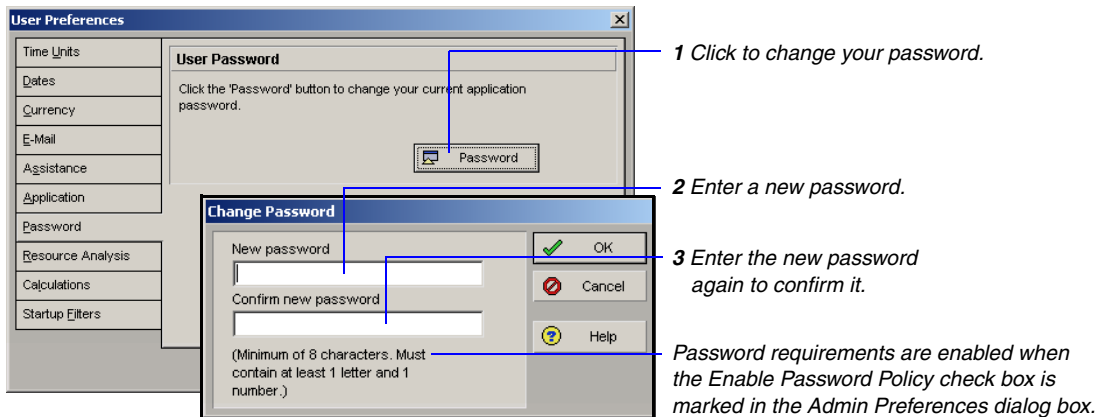 User Preferences
Time Units
Dates
Currency
E-Mail
Assistance
Application
Password
Resource Analysis
Calculations
Startup Filters
User Password
Click the 'Password' button to change your current application
password.
Password
Change Password
New password
Confirm new password
(Minimum of 8 characters. Must
contain at least 1 letter and 1
number.)
OK
Cancel
Help
1 Click to change your password.
2 Enter a new password.
3 Enter the new password
again to confirm it.
Password requirements are enabled when
the Enable Password Policy check box is
marked in the Admin Preferences dialog box.